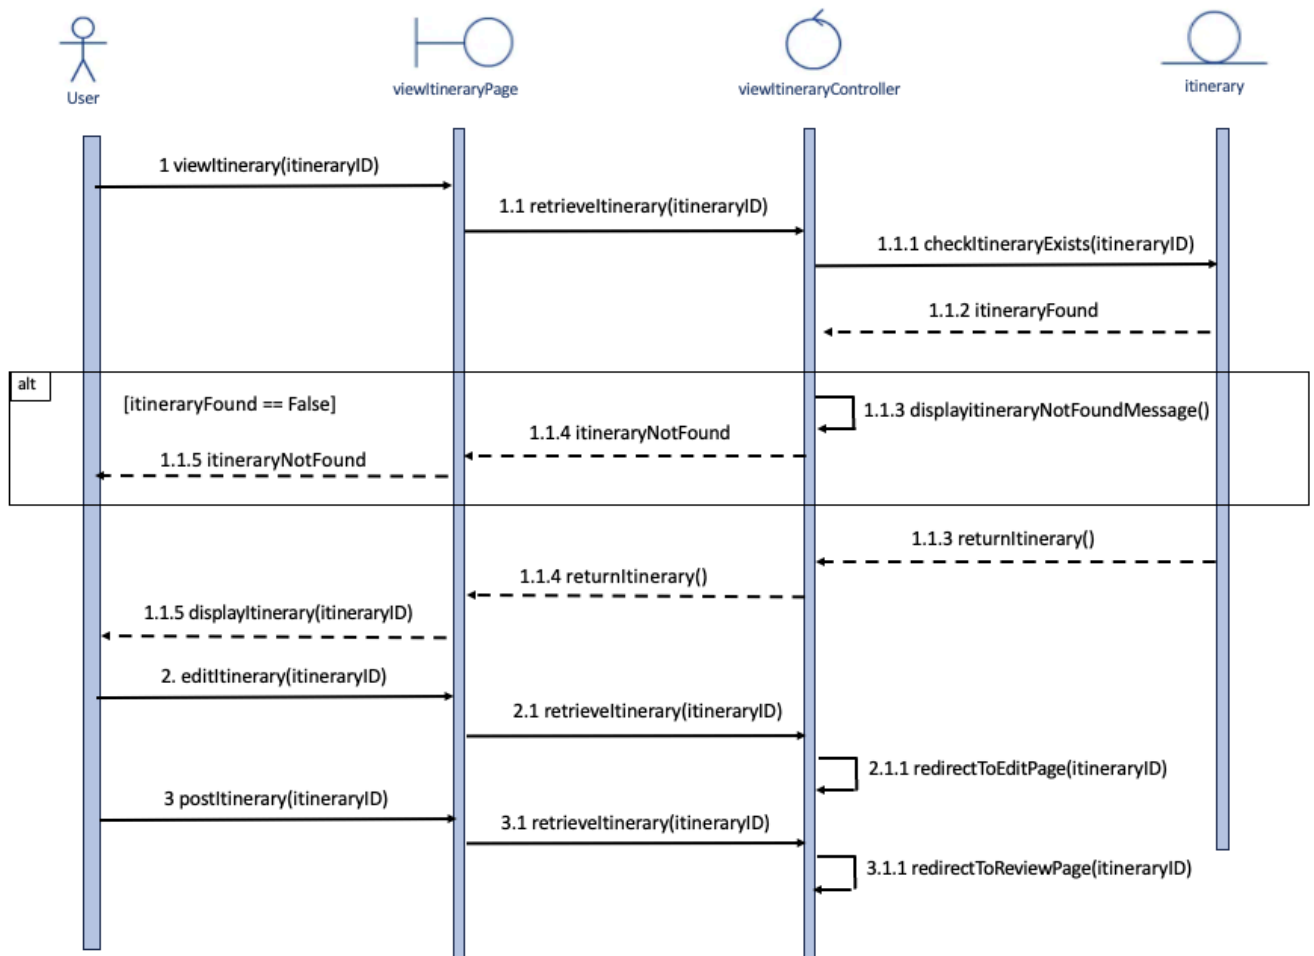 User
viewItineraryPage
viewItineraryController
itinerary
1 viewItinerary(itineraryID)
1.1 retrieveItinerary(itineraryID)
1.1.1 checkItineraryExists(itineraryID)
1.1.2 itineraryFound
alt
[itineraryFound == False]
1.1.3 displayitineraryNotFoundMessage()
1.1.4 itineraryNotFound
1.1.5 itineraryNotFound
1.1.3 returnItinerary()
1.1.4 returnItinerary()
1.1.5 displayItinerary(itineraryID)
2. editItinerary(itineraryID)
2.1 retrieveItinerary(itineraryID)
2.1.1 redirectToEditPage(itineraryID)
3 postItinerary(itineraryID)
3.1 retrieveItinerary(itineraryID)
3.1.1 redirectToReviewPage(itineraryID)